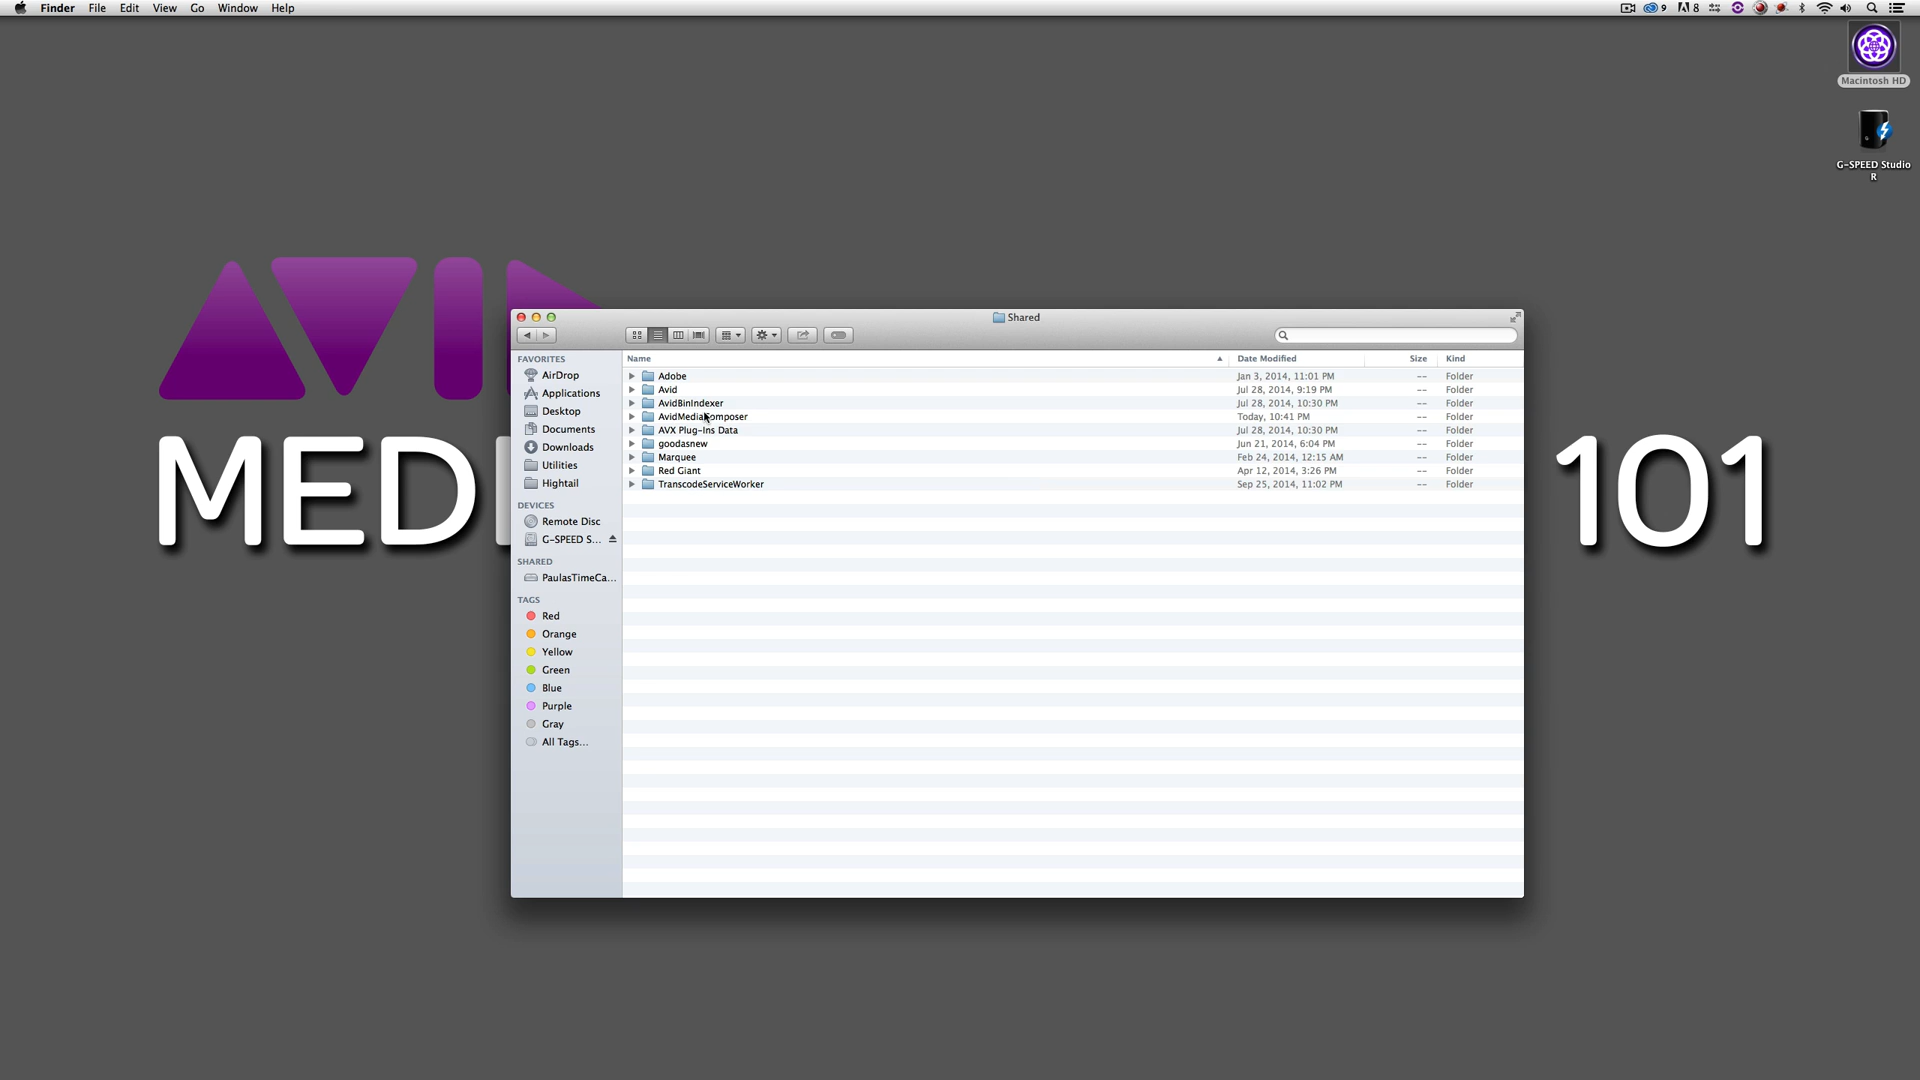 Finder File Edit View Go Window Help 9 8
Macintosh HD
G-SPEED Studio
R
MED 101
Shared
FAVORITES
AirDrop
Applications
Desktop
Documents
Downloads
Utilities
Hightail
DEVICES
Remote Disc
G-SPEED S...
SHARED
PaulasTimeCa...
TAGS
Red
Orange
Yellow
Green
Blue
Purple
Gray
All Tags...
Name Date Modified Size Kind
Adobe Jan 3, 2014, 11:01 PM -- Folder
Avid Jul 28, 2014, 9:19 PM -- Folder
AvidBinIndexer Jul 28, 2014, 10:30 PM -- Folder
AvidMediaComposer Today, 10:41 PM -- Folder
AVX Plug-Ins Data Jul 28, 2014, 10:30 PM -- Folder
goodasnew Jun 21, 2014, 6:04 PM -- Folder
Marquee Feb 24, 2014, 12:15 AM -- Folder
Red Giant Apr 12, 2014, 3:26 PM -- Folder
TranscodeServiceWorker Sep 25, 2014, 11:02 PM -- Folder